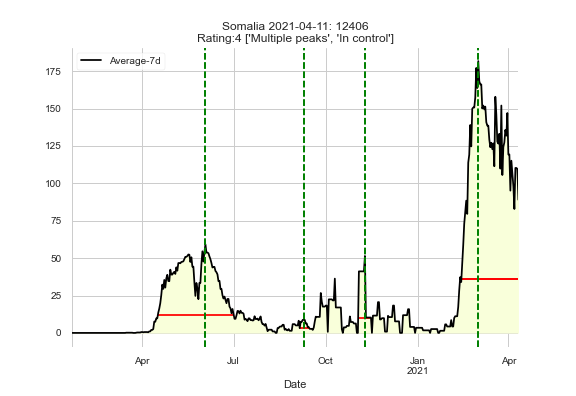 Somalia 2021-04-11: 12406
Rating:4 ['Multiple peaks', 'In control']
Average-7d
175
150
125
100
75
50
25
0
Apr
Jul
Oct
Jan
2021
Apr
Date